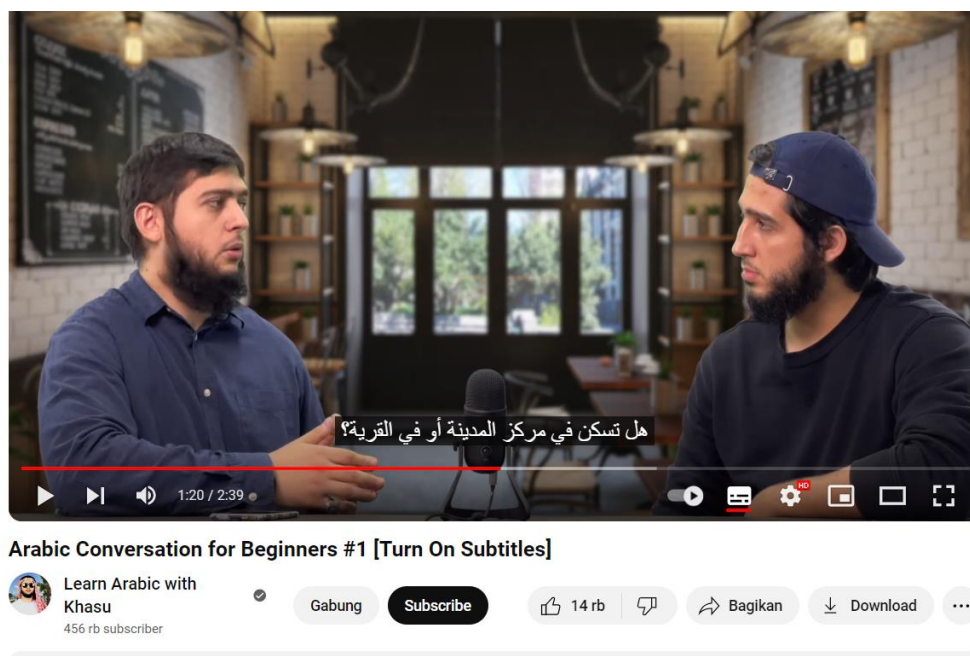 هل تسكن في مركز المدينة أو في القرية؟
1:20 / 2:39
HD
Arabic Conversation for Beginners #1 [Turn On Subtitles]
Learn Arabic with
Khasu
456 rb subscriber
Gabung
Subscribe
14 rb
Bagikan
Download